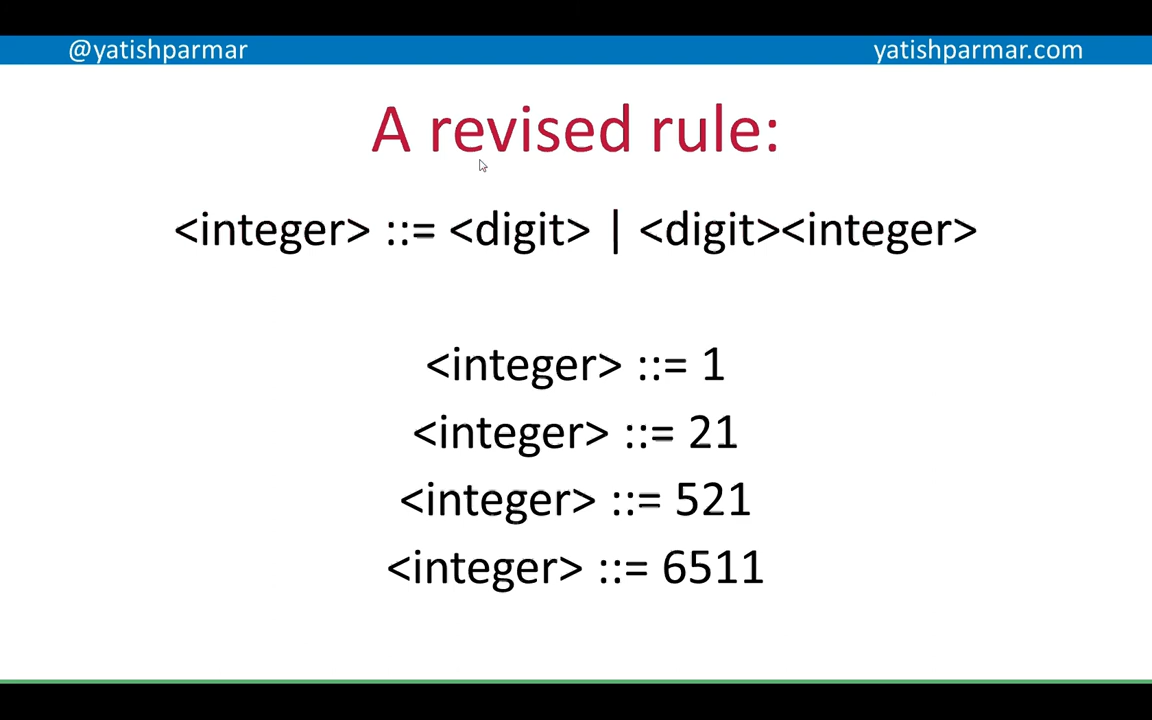 @yatishparmar yatishparmar.com
A revised rule:
<integer> ::= <digit> | <digit><integer>
<integer> ::= 1
<integer> ::= 21
<integer> ::= 521
<integer> ::= 6511